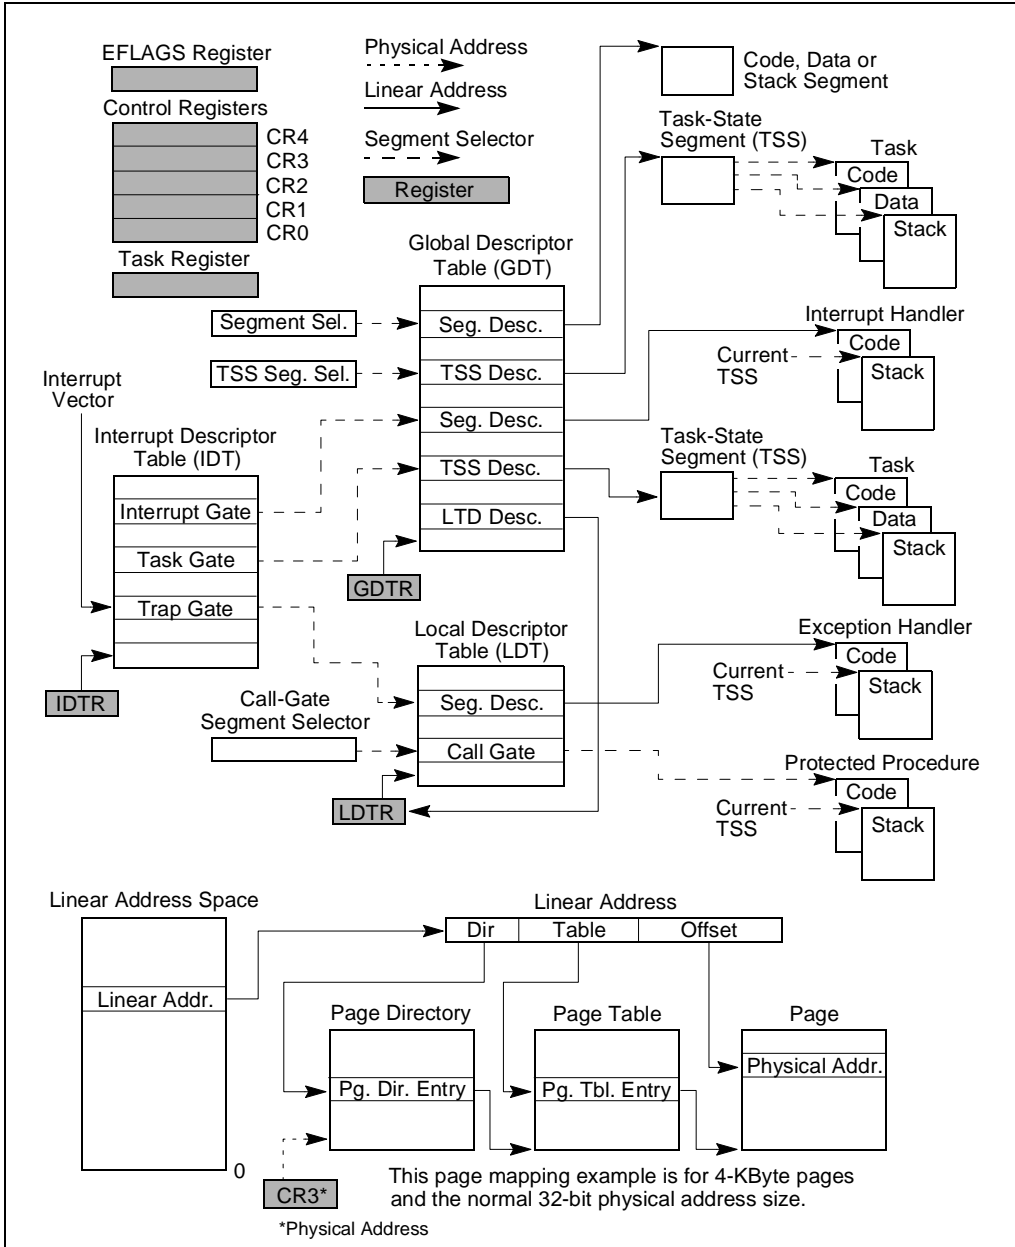 EFLAGS Register
Control Registers
CR4
CR3
CR2
CR1
CR0
Task Register
Physical Address
Linear Address
Segment Selector
Register
Code, Data or
Stack Segment
Task-State
Segment (TSS)
Task
Code
Data
Stack
Global Descriptor
Table (GDT)
Segment Sel.
Seg. Desc.
TSS Seg. Sel.
TSS Desc.
Seg. Desc.
TSS Desc.
LTD Desc.
GDTR
Interrupt Handler
Code
Current
TSS
Stack
Interrupt
Vector
Interrupt Descriptor
Table (IDT)
Interrupt Gate
Task Gate
Trap Gate
IDTR
Task-State
Segment (TSS)
Task
Code
Data
Stack
Local Descriptor
Table (LDT)
Seg. Desc.
Call Gate
Call-Gate
Segment Selector
LDTR
Exception Handler
Code
Current
TSS
Stack
Protected Procedure
Code
Current
TSS
Stack
Linear Address Space
Linear Addr.
0
Linear Address
Dir
Table
Offset
Page Directory
Pg. Dir. Entry
Page Table
Pg. Tbl. Entry
Page
Physical Addr.
CR3*
*Physical Address
This page mapping example is for 4-KByte pages
and the normal 32-bit physical address size.